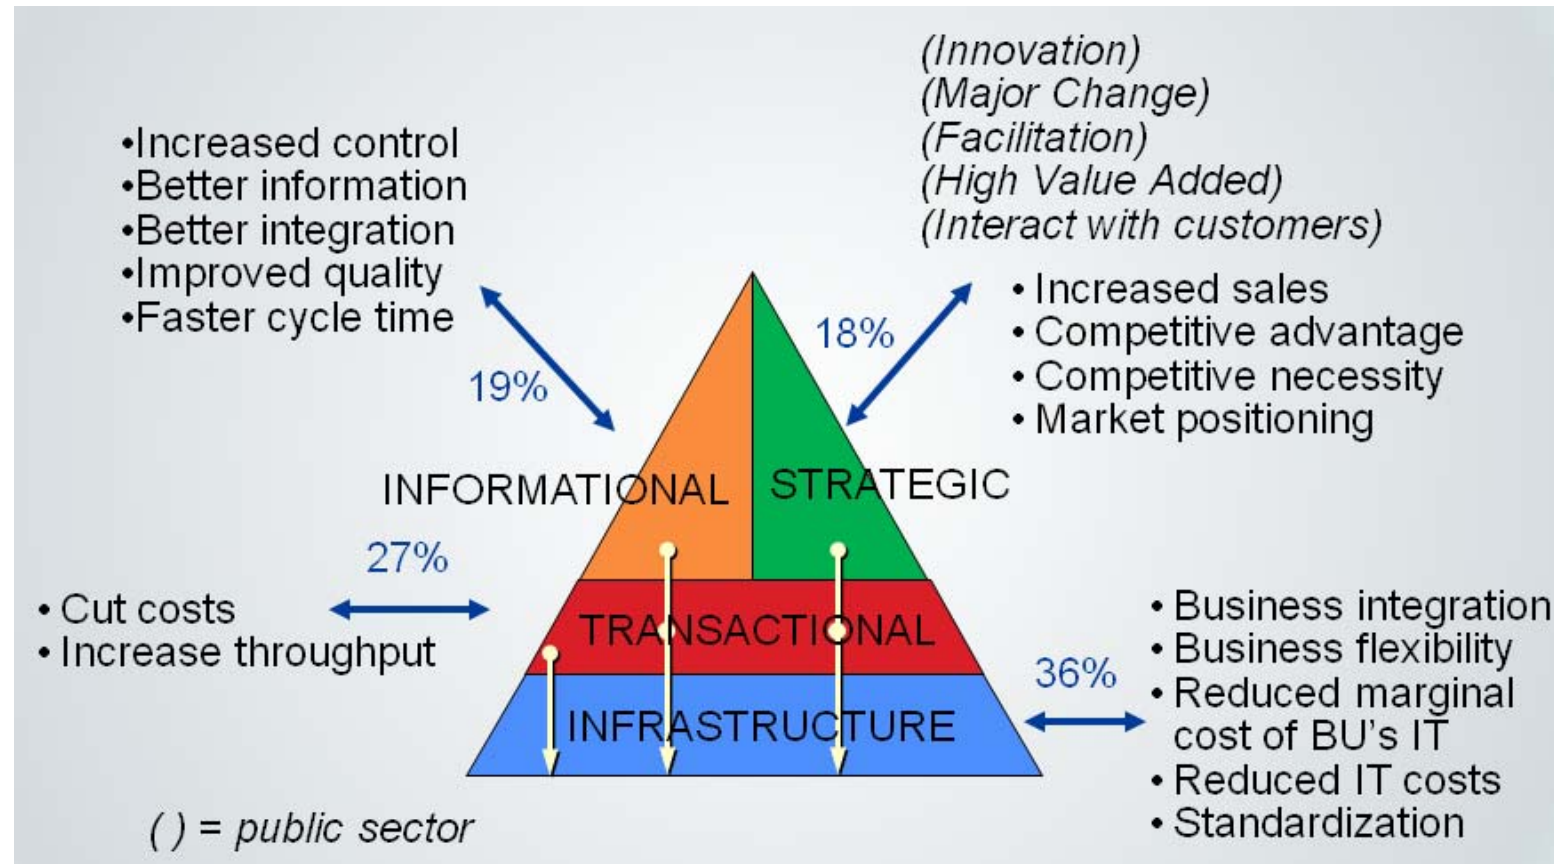 (Innovation)
(Major Change)
(Facilitation)
(High Value Added)
(Interact with customers)
•Increased control
•Better information
•Better integration
•Improved quality
•Faster cycle time
• Increased sales
• Competitive advantage
• Competitive necessity
• Market positioning
18%
19%
INFORMATIONAL
STRATEGIC
27%
• Cut costs
• Increase throughput
TRANSACTIONAL
36%
• Business integration
• Business flexibility
• Reduced marginal
cost of BU's IT
• Reduced IT costs
• Standardization
INFRASTRUCTURE
( ) = public sector